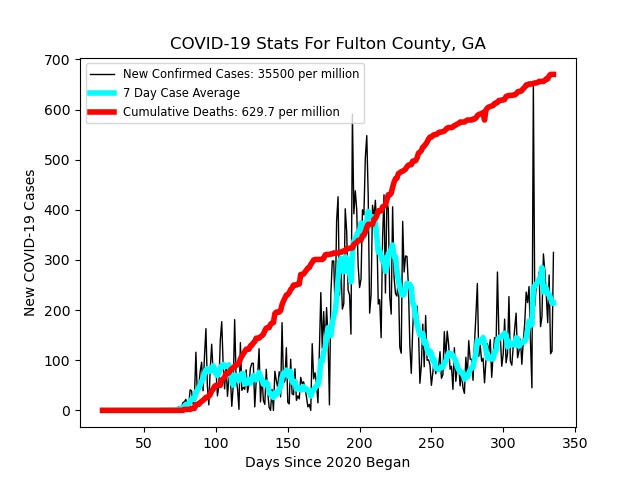 COVID-19 Stats For Fulton County, GA
New Confirmed Cases: 35500 per million
7 Day Case Average
Cumulative Deaths: 629.7 per million
New COVID-19 Cases
700
600
500
400
300
200
100
0
50 100 150 200 250 300 350
Days Since 2020 Began